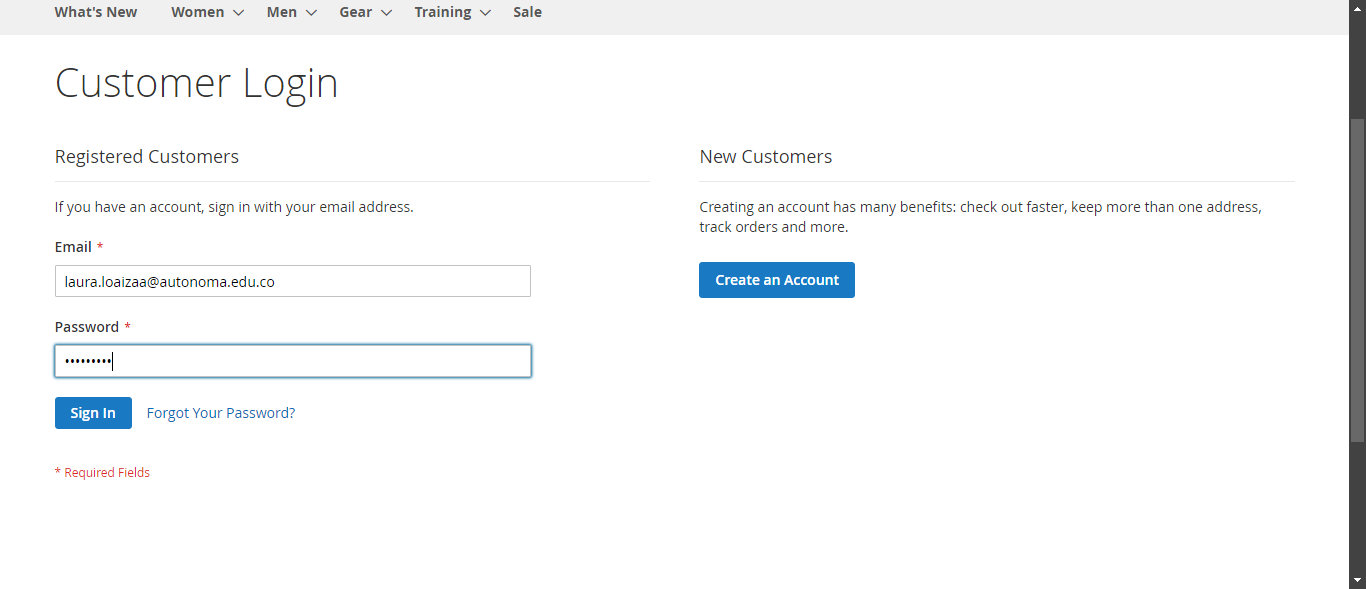 What's New Women Men Gear Training Sale
Customer Login
Registered Customers
If you have an account, sign in with your email address.
Email *
laura.loaizaa@autonoma.edu.co
Password *
•••••••••
Sign In Forgot Your Password?
* Required Fields
New Customers
Creating an account has many benefits: check out faster, keep more than one address,
track orders and more.
Create an Account